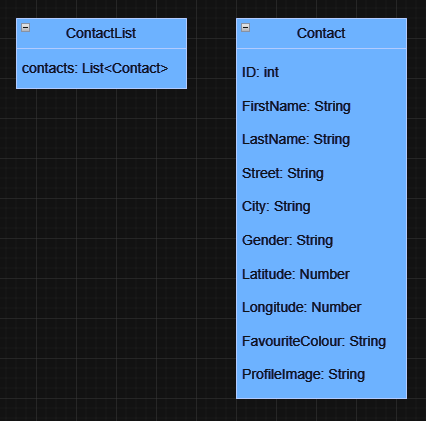 ContactList
contacts: List<Contact>
Contact
ID: int
FirstName: String
LastName: String
Street: String
City: String
Gender: String
Latitude: Number
Longitude: Number
FavouriteColour: String
ProfileImage: String